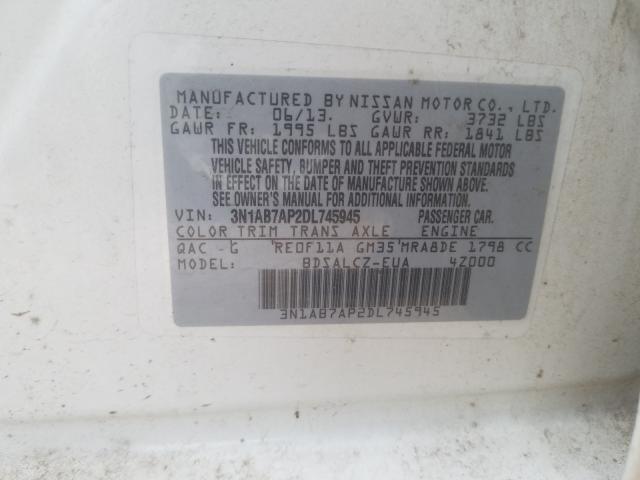 MANUFACTURED BY NISSAN MOTOR CO., LTD.
DATE: 06/13. GVWR: 3732 LBS
GAWR FR: 1995 LBS GAWR RR: 1841 LBS
THIS VEHICLE CONFORMS TO ALL APPLICABLE FEDERAL MOTOR
VEHICLE SAFETY, BUMPER AND THEFT PREVENTION STANDARDS
IN EFFECT ON THE DATE OF MANUFACTURE SHOWN ABOVE.
SEE OWNER'S MANUAL FOR ADDITIONAL INFORMATION.
VIN: 3N1AB7AP2DL745945 PASSENGER CAR.
COLOR TRIM TRANS AXLE ENGINE
QAC G RE0F11A GM35 MRA8DE 1798 CC
MODEL: BDSALCZ-EUA 4Z000
3N1AB7AP2DL745945